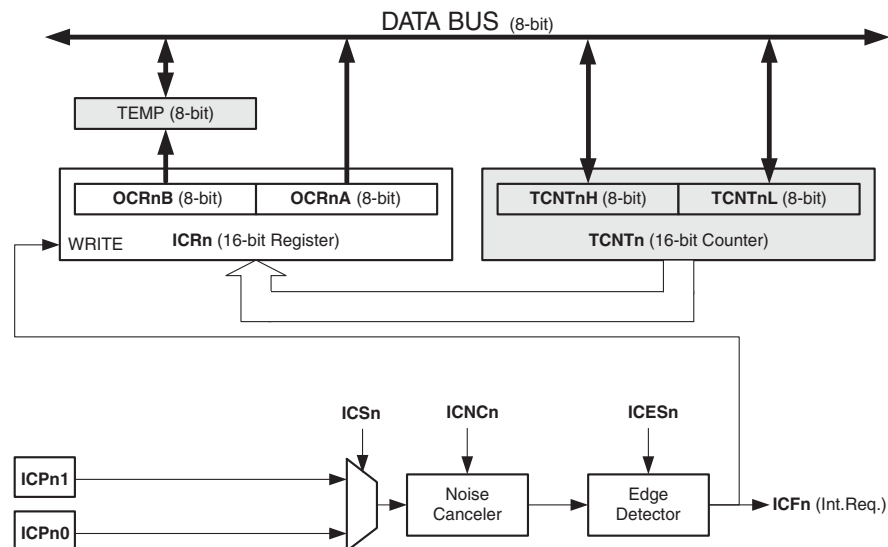 DATA BUS (8-bit)
TEMP (8-bit)
OCRnB (8-bit)
OCRnA (8-bit)
TCNTnH (8-bit)
TCNTnL (8-bit)
WRITE
ICRn (16-bit Register)
TCNTn (16-bit Counter)
ICSn
ICNCn
ICESn
ICPn1
Noise
Canceler
Edge
Detector
ICFn (Int.Req.)
ICPn0